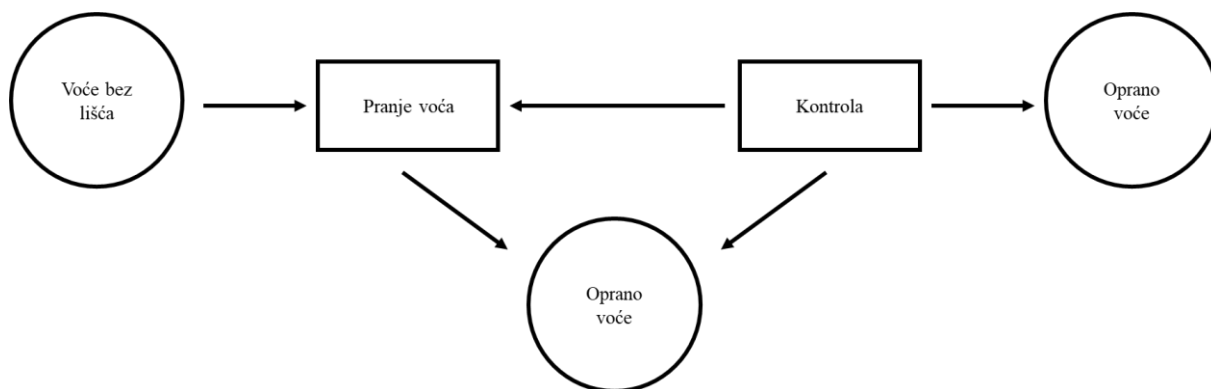 Voće bez
lišća
Pranje voća
Kontrola
Oprano
voće
Oprano
voće